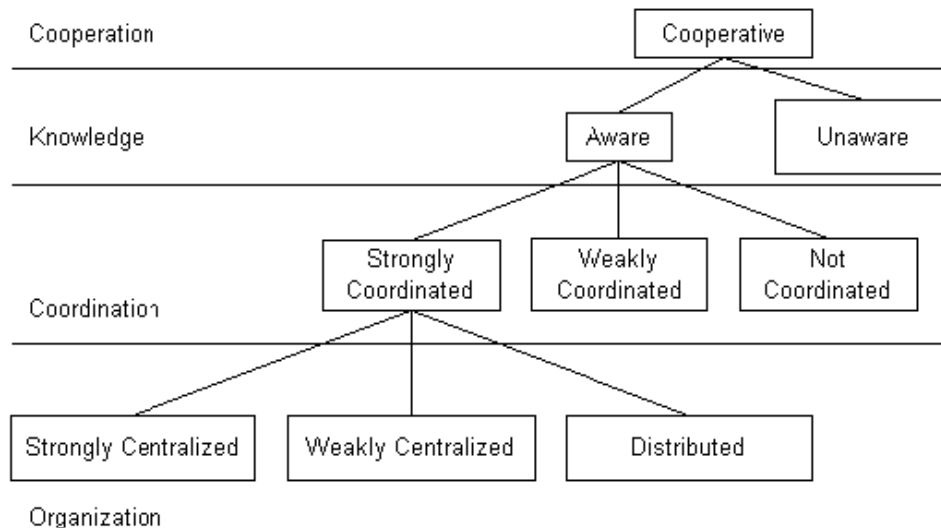 Cooperation
Cooperative
Knowledge
Aware
Unaware
Strongly
Coordinated
Weakly
Coordinated
Not
Coordinated
Coordination
Strongly Centralized
Weakly Centralized
Distributed
Organization